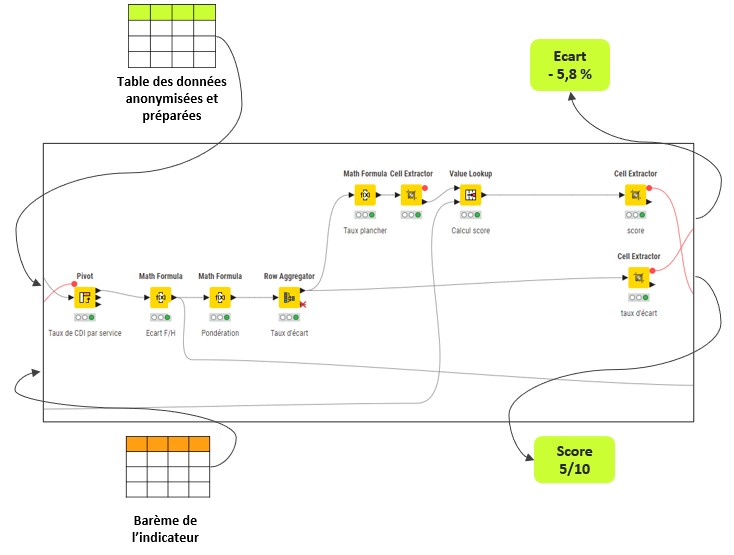 Table des données
anonymisées et
préparées
Ecart
- 5,8 %
Math Formula
Taux plancher
Cell Extractor
Value Lookup
Calcul score
Cell Extractor
score
Cell Extractor
taux d'écart
Pivot
Taux de CDI par service
Math Formula
Ecart F/H
Math Formula
Pondération
Row Aggregator
Taux d'écart
Score
5/10
Barème de
l'indicateur